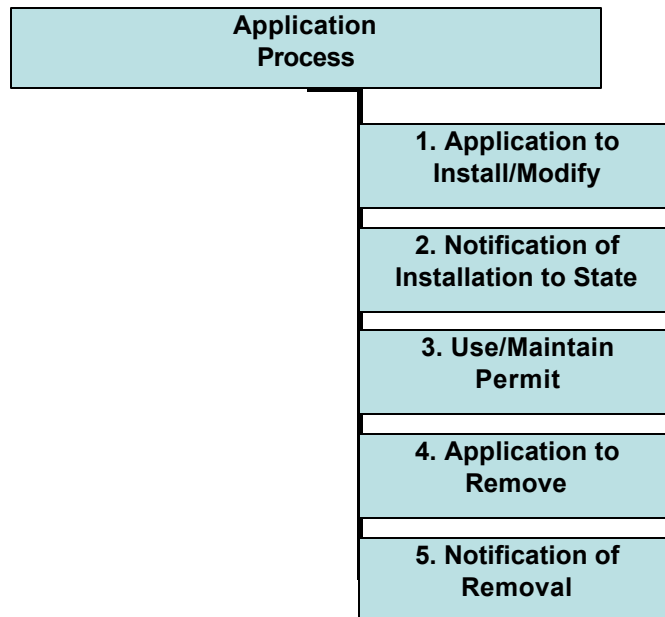 Application
Process
1. Application to
Install/Modify
2. Notification of
Installation to State
3. Use/Maintain
Permit
4. Application to
Remove
5. Notification of
Removal